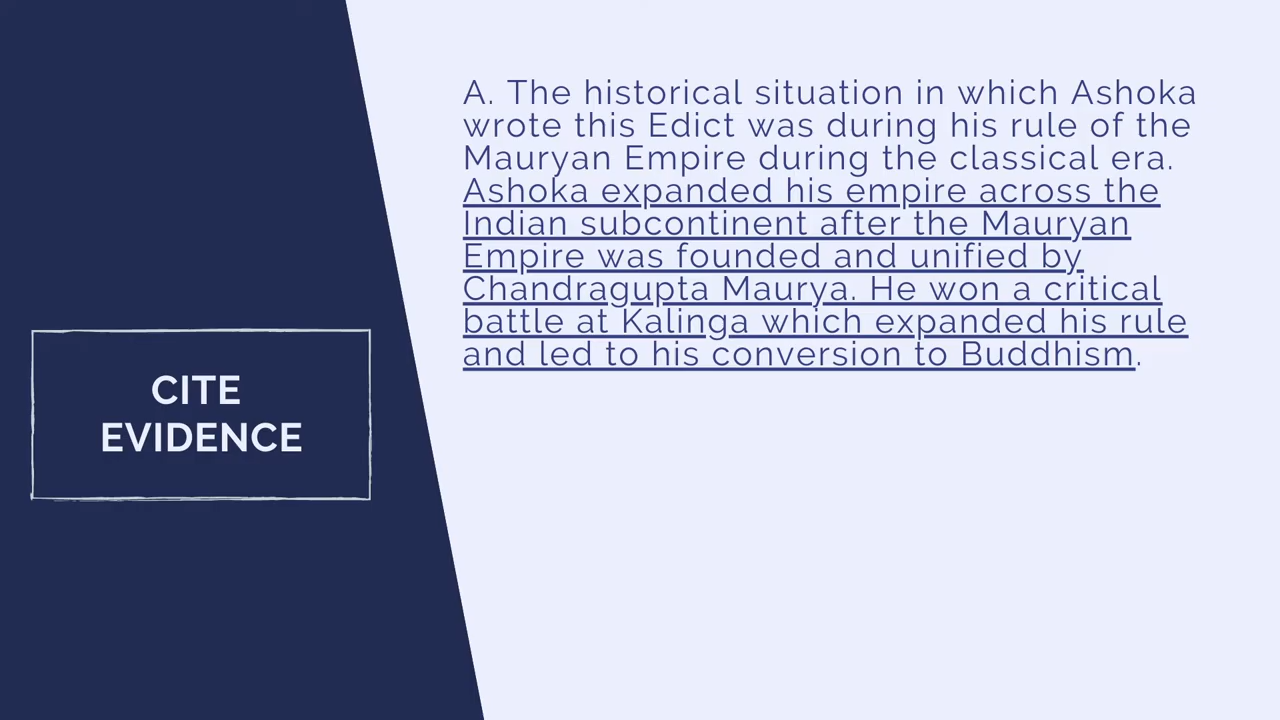 CITE
EVIDENCE
A. The historical situation in which Ashoka
wrote this Edict was during his rule of the
Mauryan Empire during the classical era.
Ashoka expanded his empire across the
Indian subcontinent after the Mauryan
Empire was founded and unified by
Chandragupta Maurya. He won a critical
battle at Kalinga which expanded his rule
and led to his conversion to Buddhism.